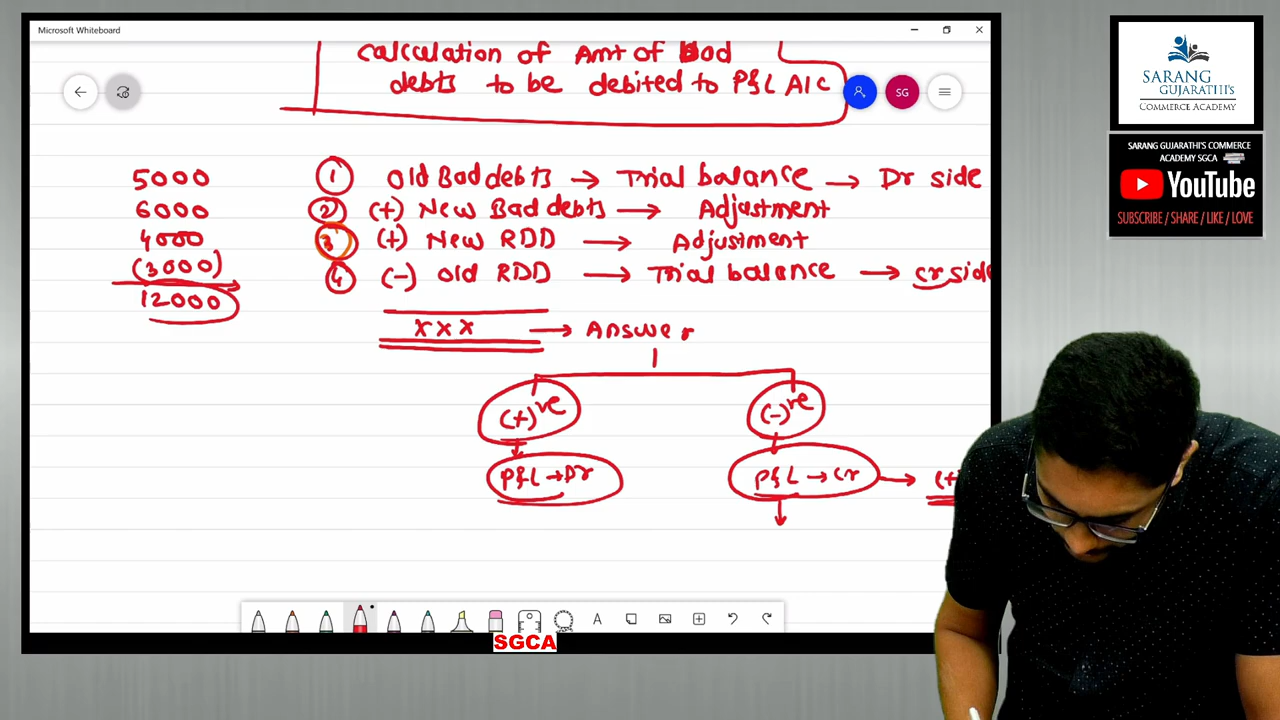 Microsoft Whiteboard
calculation of Amt of Bad
debts to be debited to P&L A/C
SG
5000 ① Old Bad debts → Trial balance → Dr side
6000 ② (+) New Bad debts → Adjustment
4000 ③ (+) New RDD → Adjustment
(3000) ④ (-) Old RDD → Trial balance → cr side
12000
xxx → Answer
(+)ve (-)ve
P&L → Dr P&L → Cr →
A
SGCA
SARANG
GUJARATHI'S
COMMERCE ACADEMY
SARANG GUJARATHI'S COMMERCE
ACADEMY SGCA
YouTube
SUBSCRIBE / SHARE / LIKE / LOVE